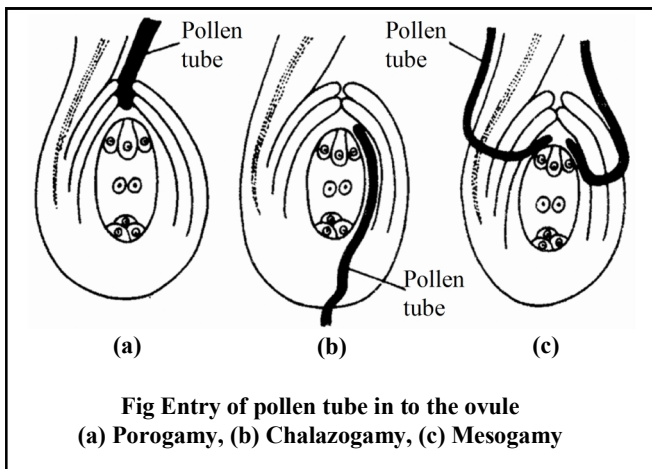 Pollen
tube
Pollen
tube
Pollen
tube
(a)
(b)
(c)
Fig Entry of pollen tube in to the ovule
(a) Porogamy, (b) Chalazogamy, (c) Mesogamy